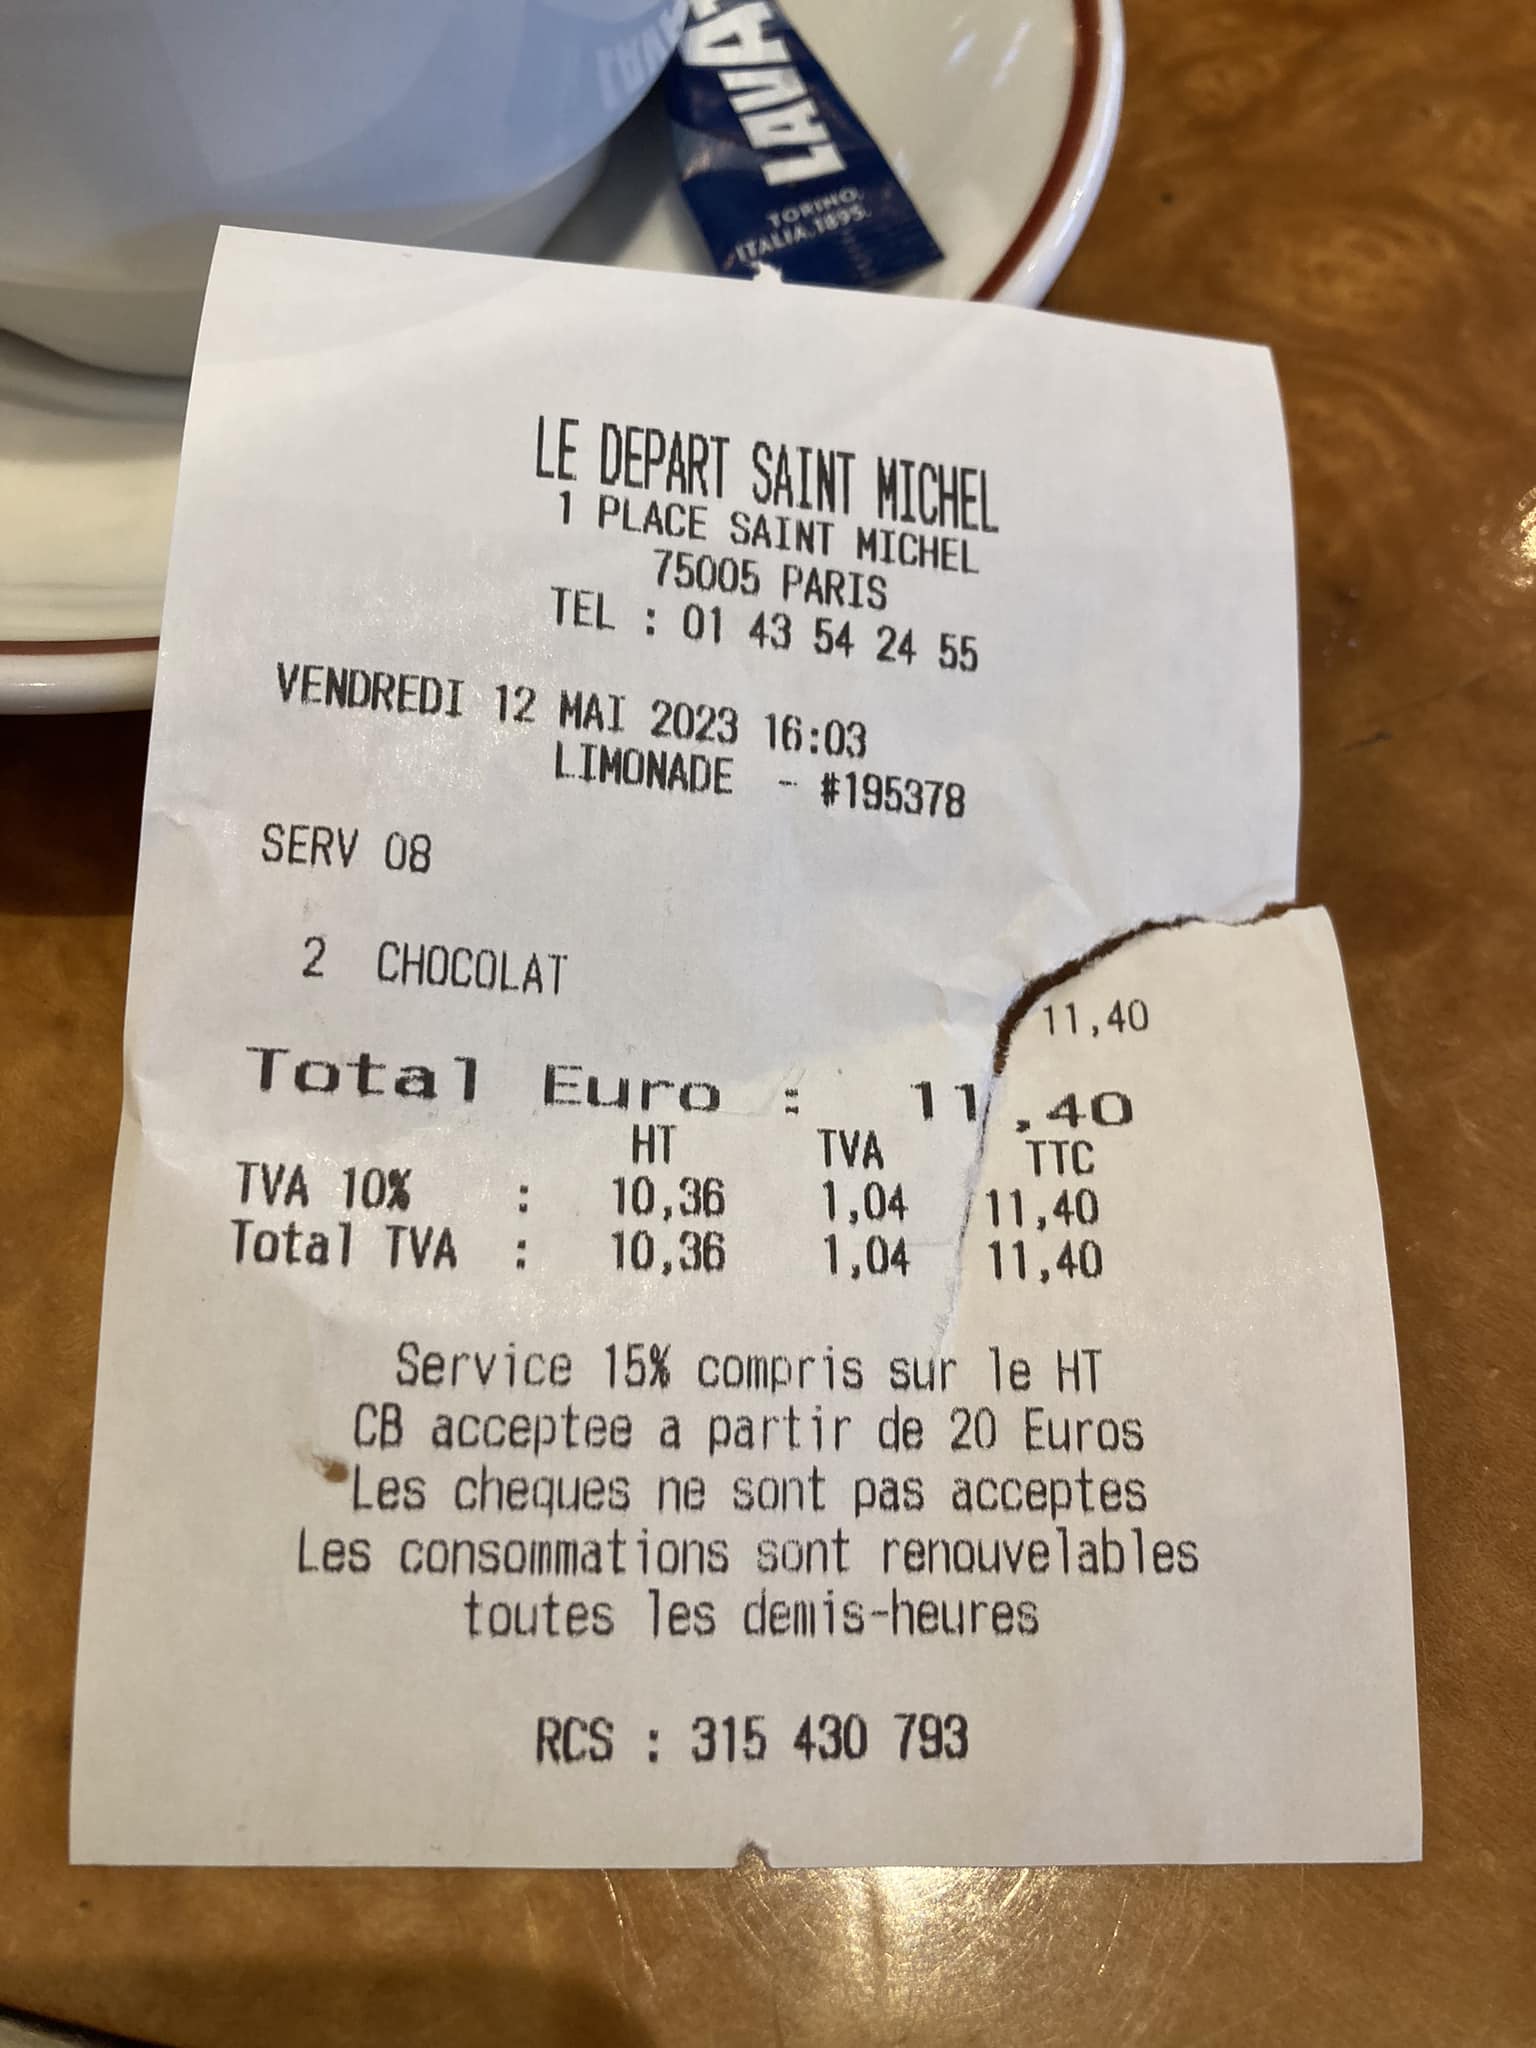 LAVA
TORINO.
ITALIA.1895.
LE DEPART SAINT MICHEL
1 PLACE SAINT MICHEL
75005 PARIS
TEL : 01 43 54 24 55
VENDREDI 12 MAI 2023 16:03
LIMONADE - #195378
SERV 08
2 CHOCOLAT 11,40
Total Euro : 11,40
HT TVA TTC
TVA 10% : 10,36 1,04 11,40
Total TVA : 10,36 1,04 11,40
Service 15% compris sur le HT
CB acceptee a partir de 20 Euros
Les cheques ne sont pas acceptes
Les consommations sont renouvelables
toutes les demis-heures
RCS : 315 430 793